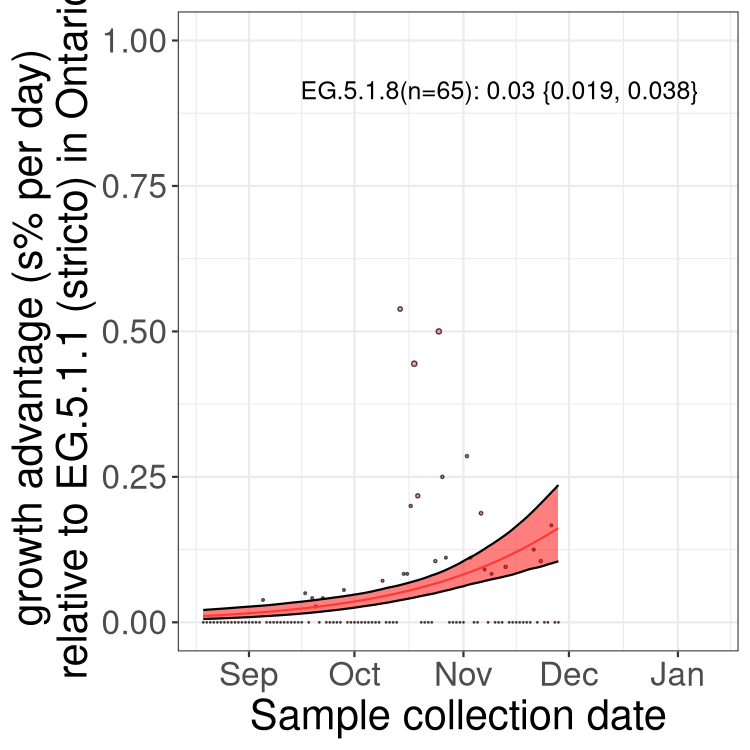 growth advantage (s% per day)
relative to EG.5.1.1 (stricto) in Ontario
1.00
0.75
0.50
0.25
0.00
EG.5.1.8(n=65): 0.03 {0.019, 0.038}
Sep Oct Nov Dec Jan
Sample collection date